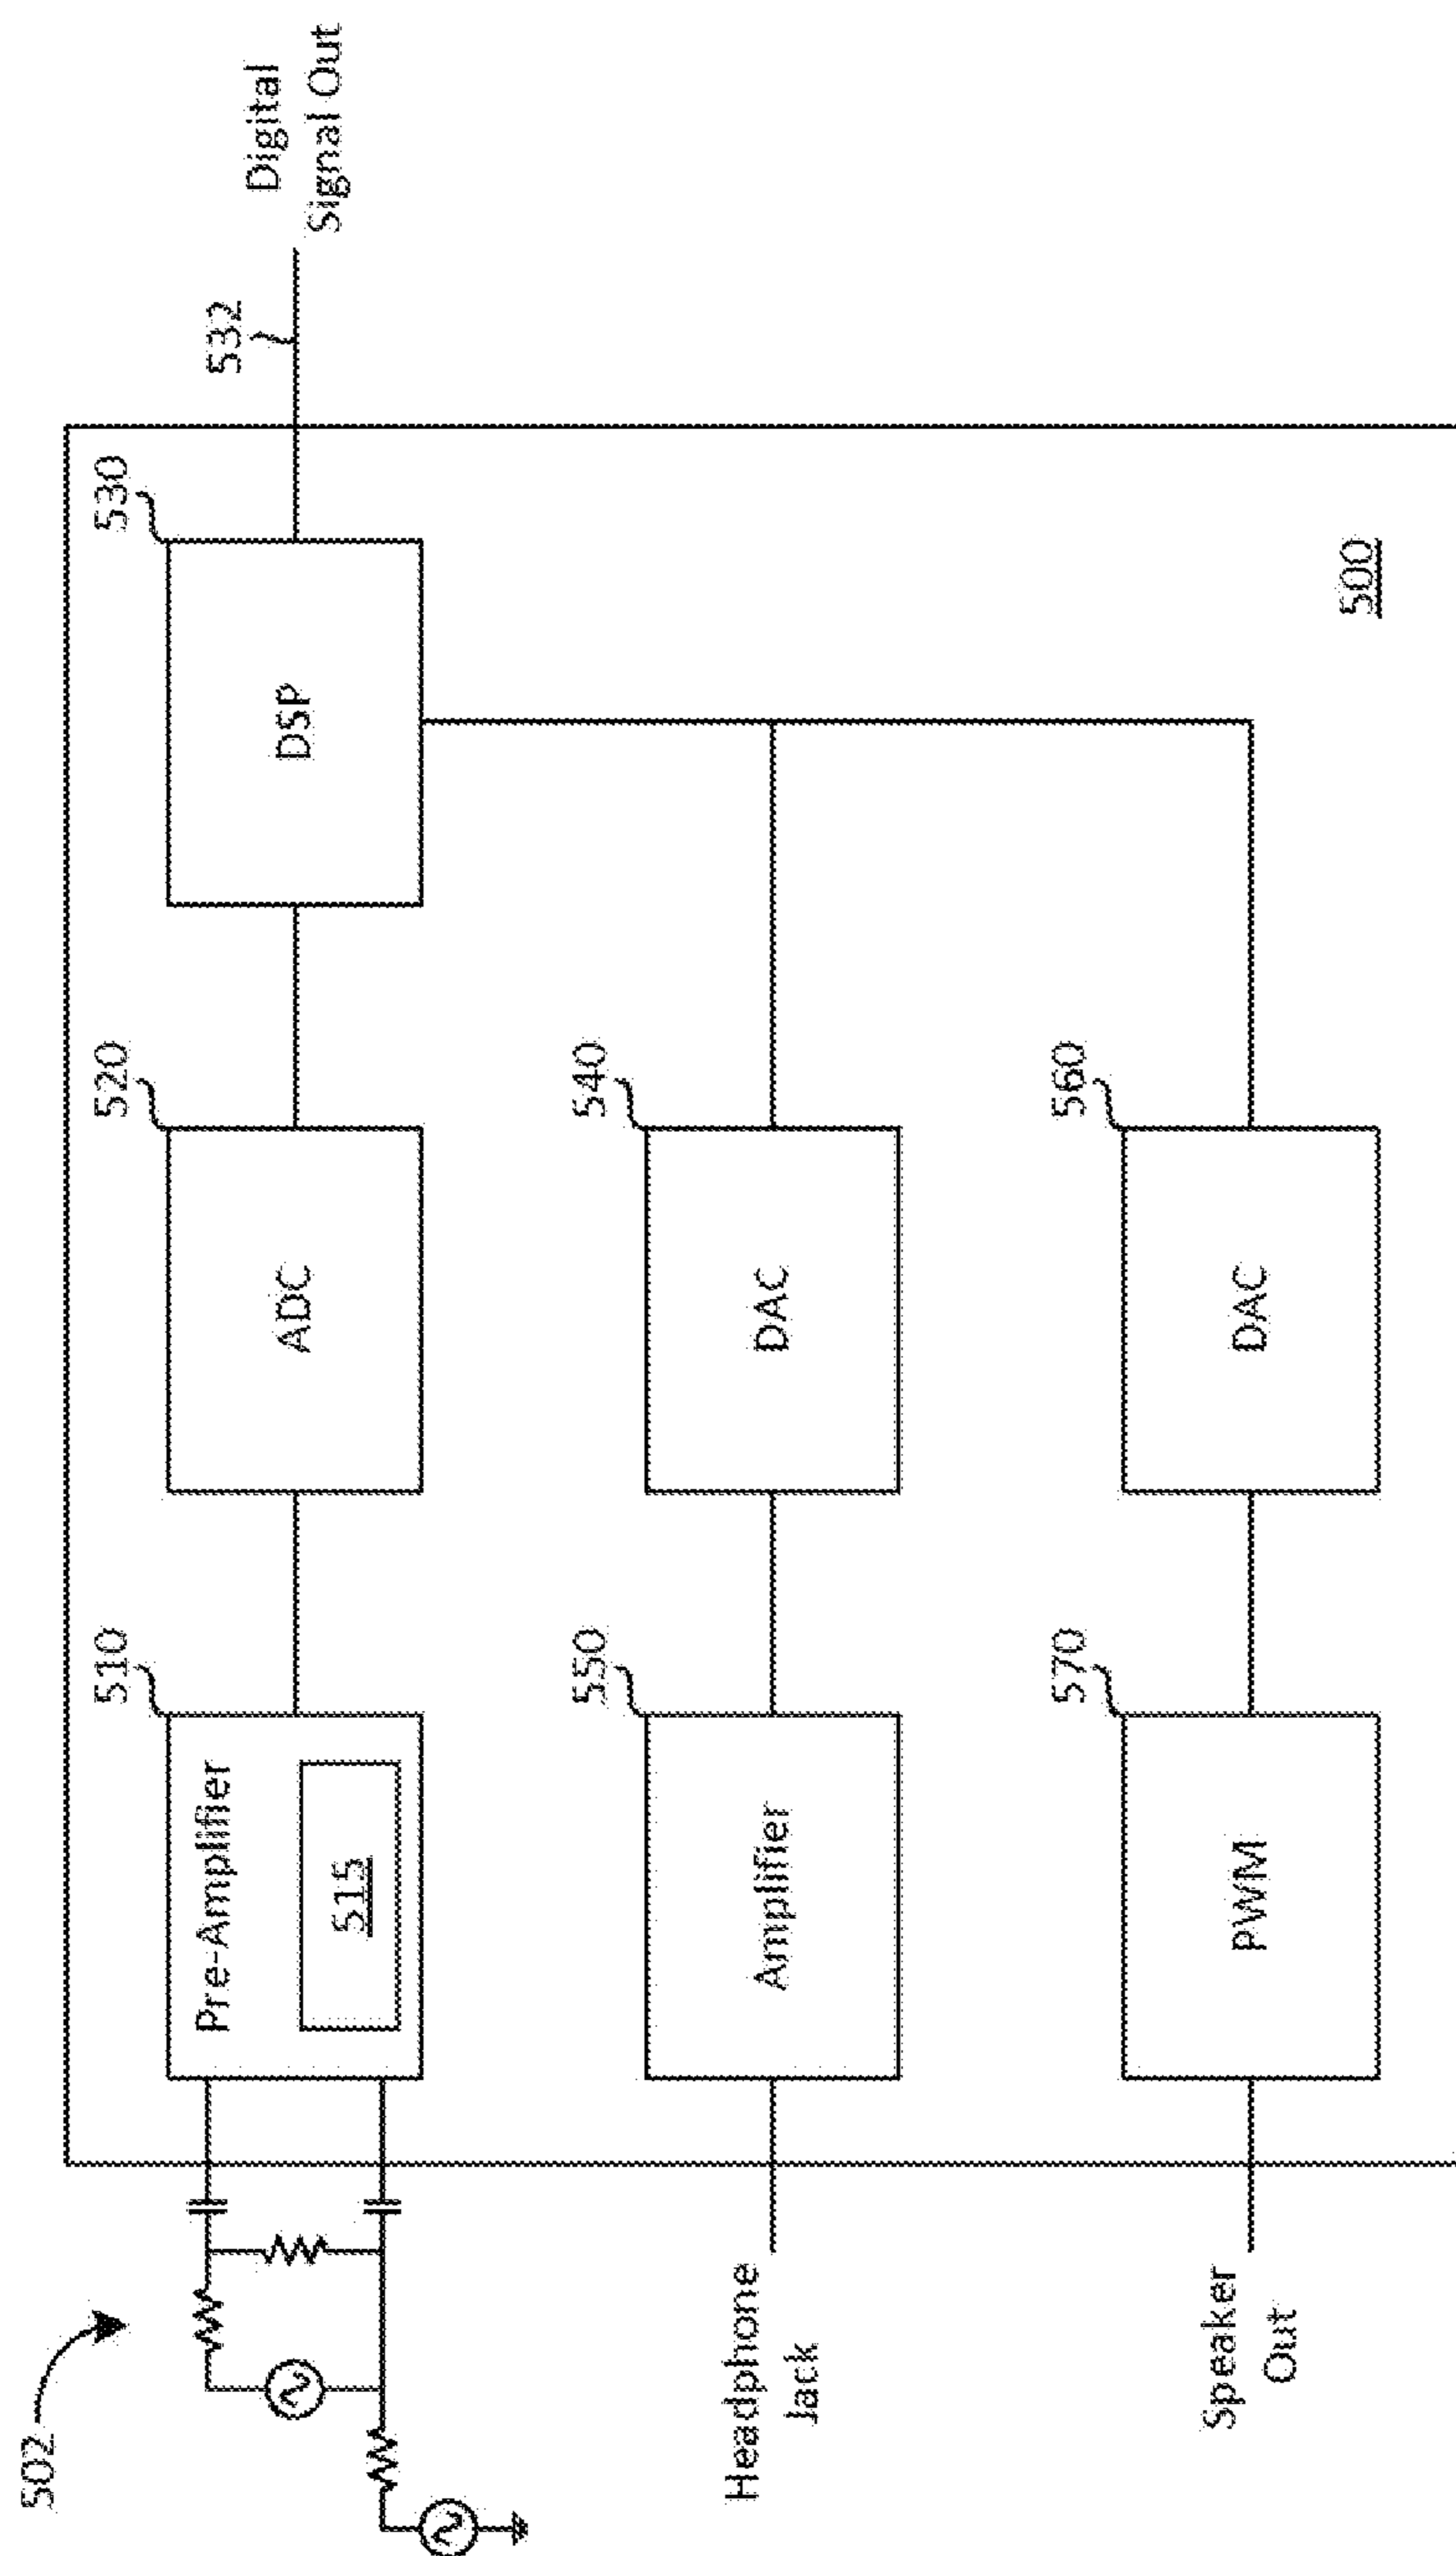 502
510
520
530
532
Digital
Signal Out
Pre-Amplifier
515
ADC
DSP
550
540
Headphone
Jack
Amplifier
DAC
570
560
Speaker
Out
PWM
DAC
500